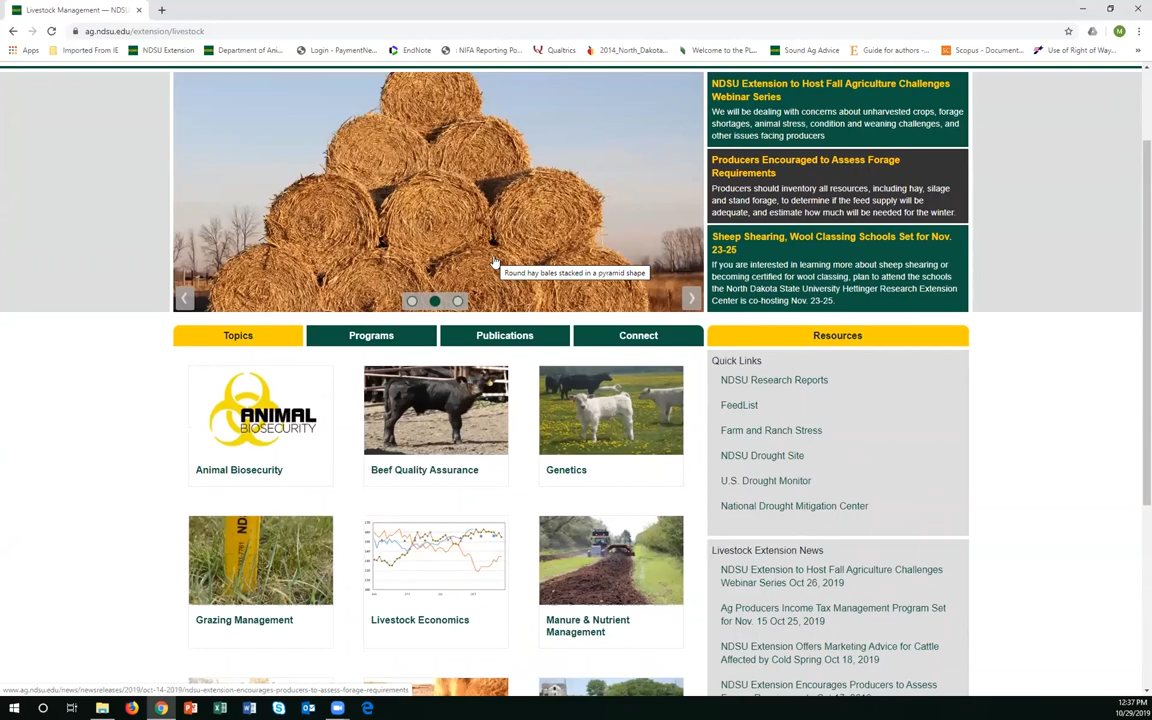 Livestock Management — NDSU
ag.ndsu.edu/extension/livestock
Apps
Imported From IE
NDSU Extension
Department of Ani...
Login - PaymentNe...
EndNote
NIFA Reporting Po...
Qualtrics
2014_North_Dakota...
Welcome to the PL...
Sound Ag Advice
Guide for authors -...
Scopus - Document...
Use of Right of Way...
NDSU Extension to Host Fall Agriculture Challenges
Webinar Series
We will be dealing with concerns about unharvested crops, forage
shortages, animal stress, condition and weaning challenges, and
other issues facing producers
Producers Encouraged to Assess Forage
Requirements
Producers should inventory all resources, including hay, silage
and stand forage, to determine if the feed supply will be
adequate, and estimate how much will be needed for the winter.
Sheep Shearing, Wool Classing Schools Set for Nov.
23-25
If you are interested in learning more about sheep shearing or
becoming certified for wool classing, plan to attend the schools
the North Dakota State University Hettinger Research Extension
Center is co-hosting Nov. 23-25.
Round hay bales stacked in a pyramid shape
Topics
Programs
Publications
Connect
Resources
ANIMAL
BIOSECURITY
Animal Biosecurity
Beef Quality Assurance
Genetics
Grazing Management
Livestock Economics
Manure & Nutrient
Management
Quick Links
NDSU Research Reports
FeedList
Farm and Ranch Stress
NDSU Drought Site
U.S. Drought Monitor
National Drought Mitigation Center
Livestock Extension News
NDSU Extension to Host Fall Agriculture Challenges
Webinar Series Oct 26, 2019
Ag Producers Income Tax Management Program Set
for Nov. 15 Oct 25, 2019
NDSU Extension Offers Marketing Advice for Cattle
Affected by Cold Spring Oct 18, 2019
NDSU Extension Encourages Producers to Assess
www.ag.ndsu.edu/news/newsreleases/2019/oct-14-2019/ndsu-extension-encourages-producers-to-assess-forage-requirements
12:37 PM
10/29/2019